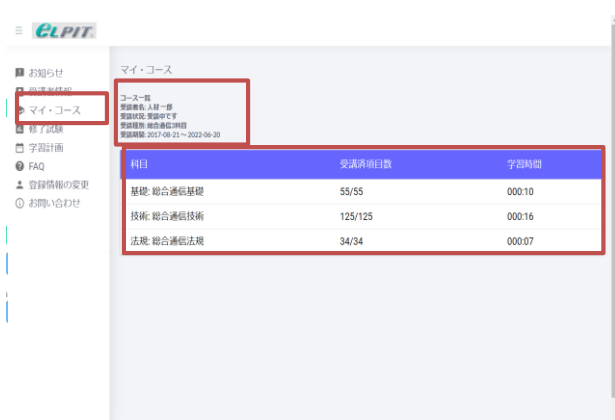 ≡ eLPIT.
お知らせ
受講者情報
マイ・コース
修了試験
学習計画
FAQ
登録情報の変更
お問い合わせ
マイ・コース
コース一覧
受講者名: 人材一郎
受講状況: 受講中です
受講種別: 総合通信3科目
受講期間: 2017-08-21～2022-06-20
科目 受講済項目数 学習時間
基礎: 総合通信基礎 55/55 000:10
技術: 総合通信技術 125/125 000:16
法規: 総合通信法規 34/34 000:07